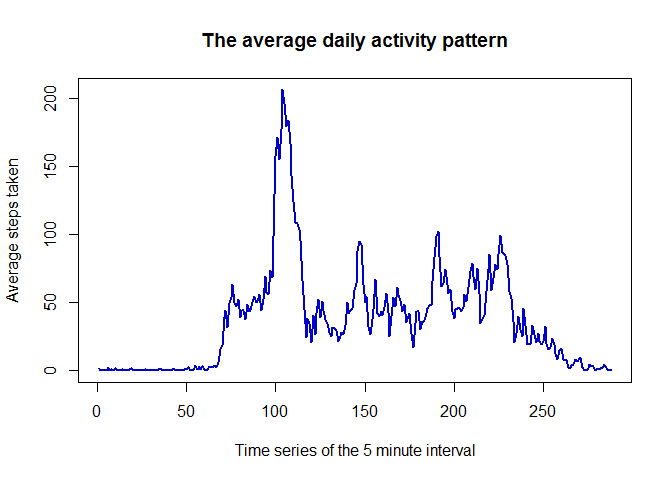 The average daily activity pattern
Average steps taken
200
150
100
50
0
0 50 100 150 200 250
Time series of the 5 minute interval